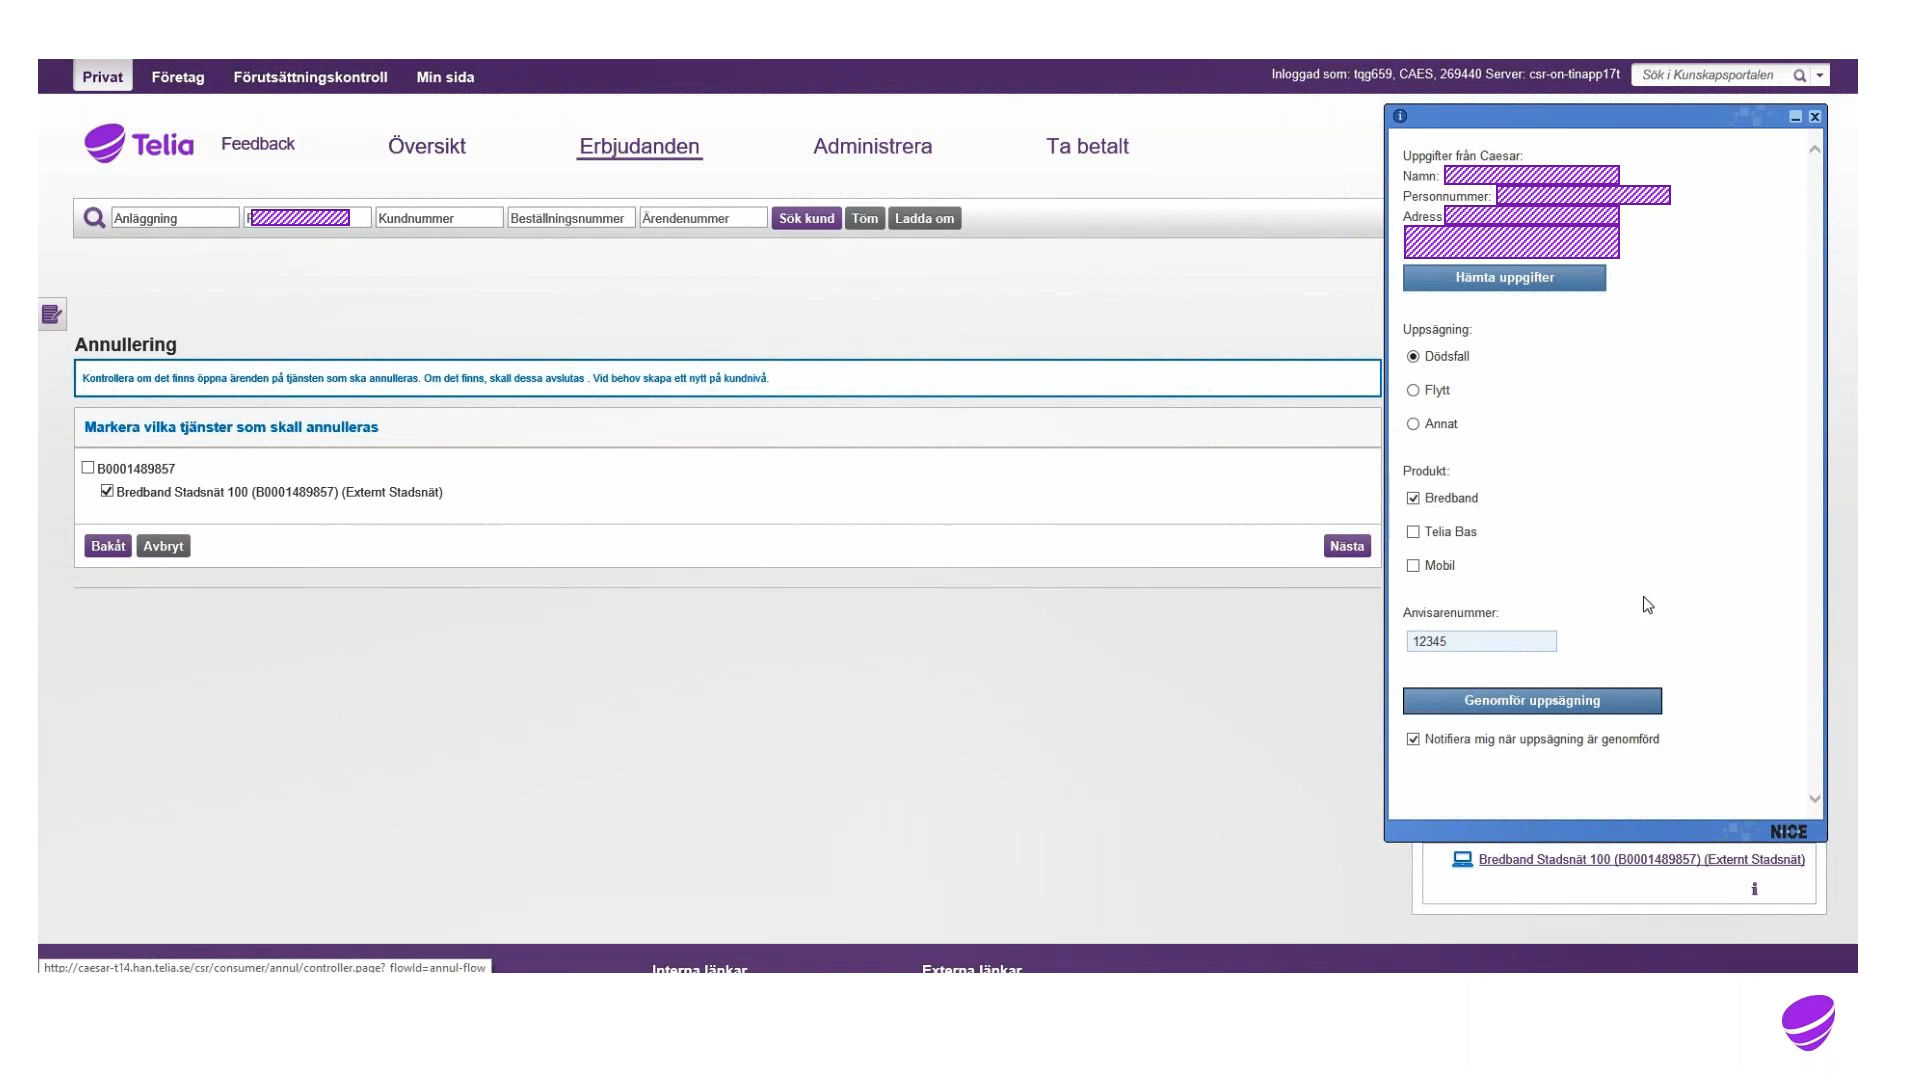 Privat Företag Förutsättningskontroll Min sida
Inloggad som: tqg659, CAES, 269440 Server: csr-on-tinapp17t Sök i Kunskapsportalen
Telia Feedback Översikt Erbjudanden Administrera Ta betalt
Anläggning Kundnummer Beställningsnummer Ärendenummer Sök kund Töm Ladda om
Annullering
Kontrollera om det finns öppna ärenden på tjänsten som ska annulleras. Om det finns, skall dessa avslutas . Vid behov skapa ett nytt på kundnivå.
Markera vilka tjänster som skall annulleras
B0001489857
Bredband Stadsnät 100 (B0001489857) (Externt Stadsnät)
Bakåt Avbryt Nästa
Uppgifter från Caesar:
Namn:
Personnummer:
Adress
Hämta uppgifter
Uppsägning:
Dödsfall
Flytt
Annat
Produkt:
Bredband
Telia Bas
Mobil
Anvisarenummer:
12345
Genomför uppsägning
Notifiera mig när uppsägning är genomförd
NICE
Bredband Stadsnät 100 (B0001489857) (Externt Stadsnät)
http://caesar-t14.han.telia.se/csr/consumer/annul/controller.page?_flowId=annul-flow
Interna länkar Externa länkar